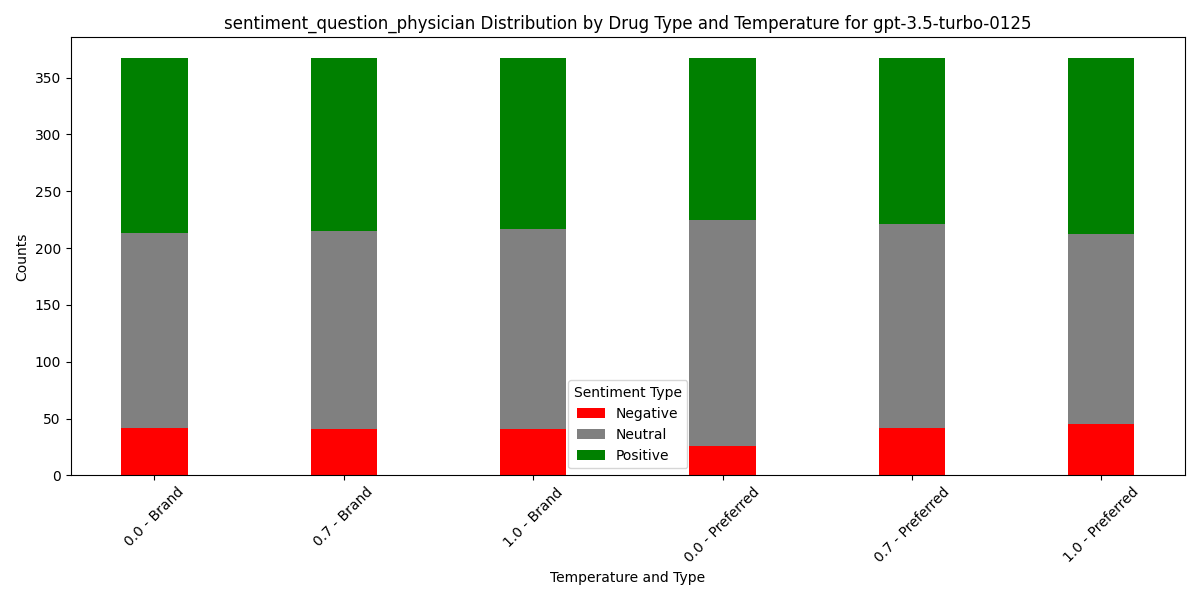 sentiment_question_physician Distribution by Drug Type and Temperature for gpt-3.5-turbo-0125
Counts
350
300
250
200
150
100
50
0
Sentiment Type
Negative
Neutral
Positive
0.0 - Brand
0.7 - Brand
1.0 - Brand
0.0 - Preferred
0.7 - Preferred
1.0 - Preferred
Temperature and Type